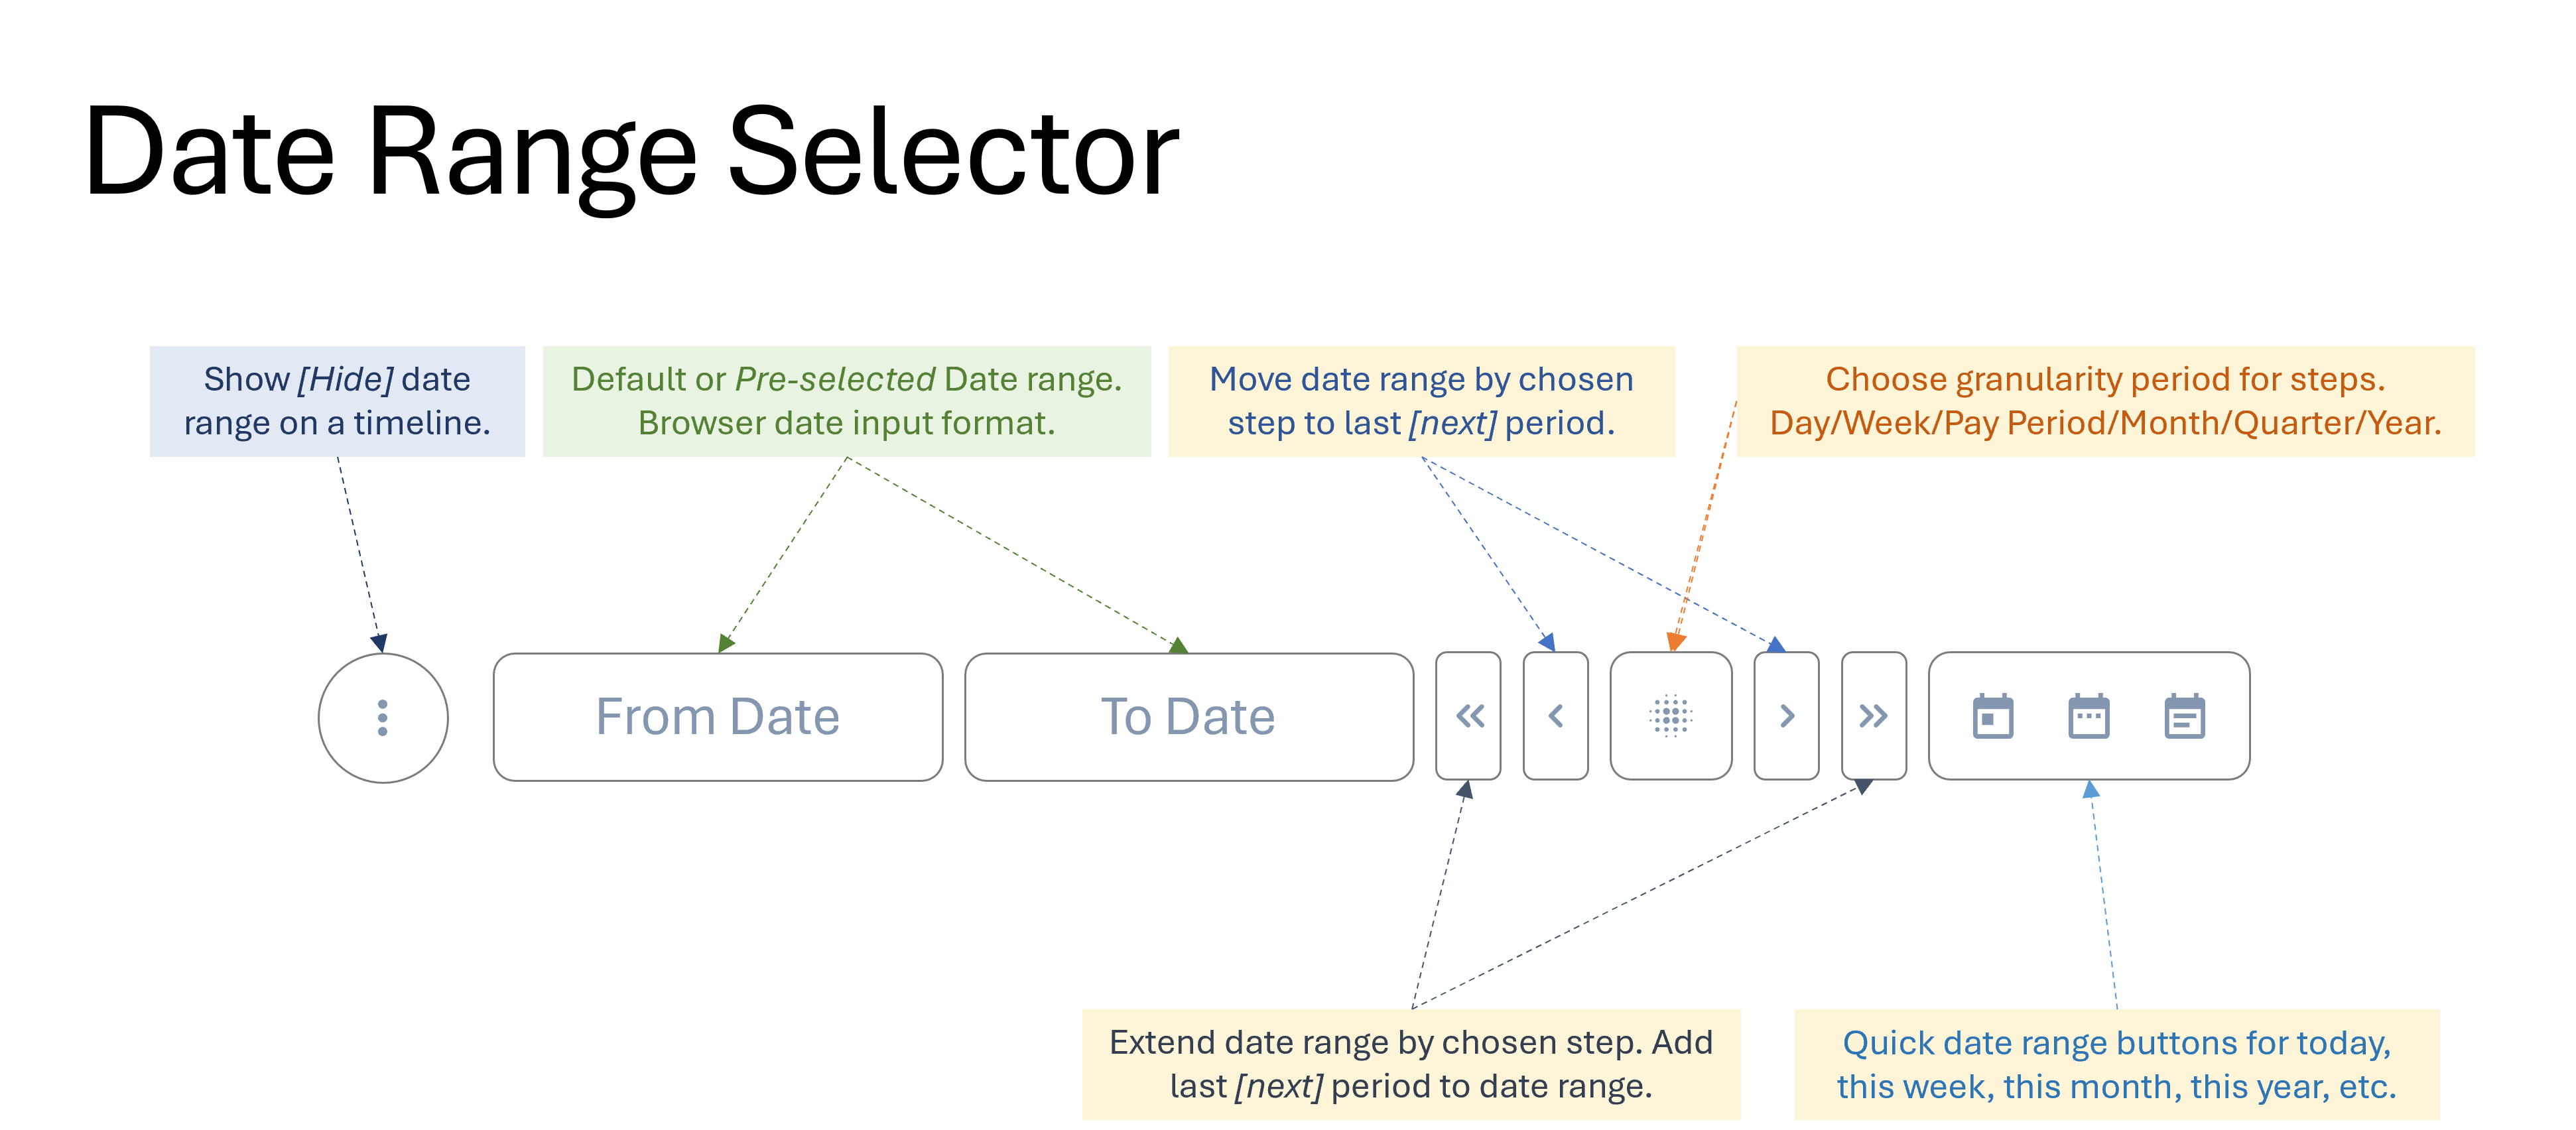 Date Range Selector
Show [Hide] date
range on a timeline.
Default or Pre-selected Date range.
Browser date input format.
Move date range by chosen
step to last [next] period.
Choose granularity period for steps.
Day/Week/Pay Period/Month/Quarter/Year.
From Date
To Date
Extend date range by chosen step. Add
last [next] period to date range.
Quick date range buttons for today,
this week, this month, this year, etc.